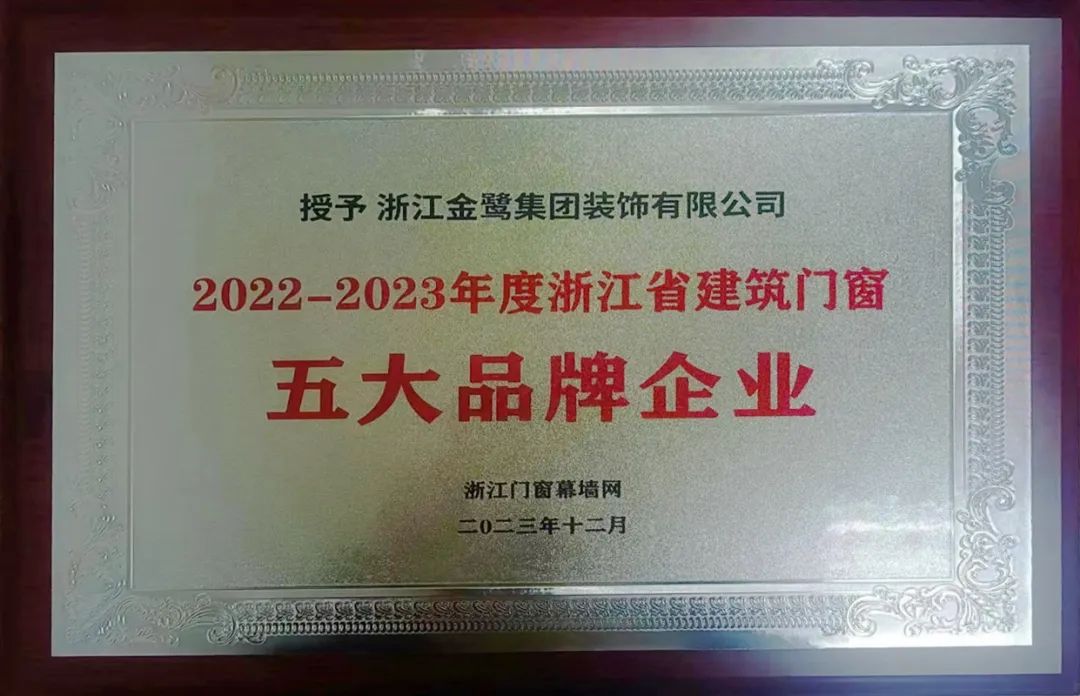 授予 浙江金鹭集团装饰有限公司
2022-2023年度浙江省建筑门窗
五大品牌企业
浙江门窗幕墙网
二0二三年十二月